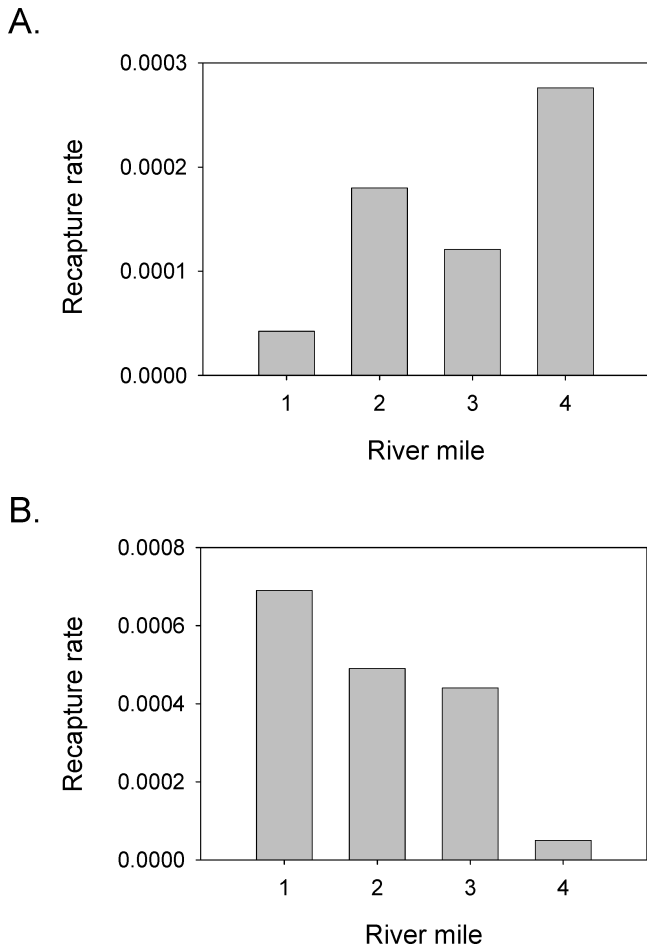 A.
0.0003
0.0002
0.0001
0.0000
Recapture rate
1 2 3 4
River mile
B.
0.0008
0.0006
0.0004
0.0002
0.0000
Recapture rate
1 2 3 4
River mile